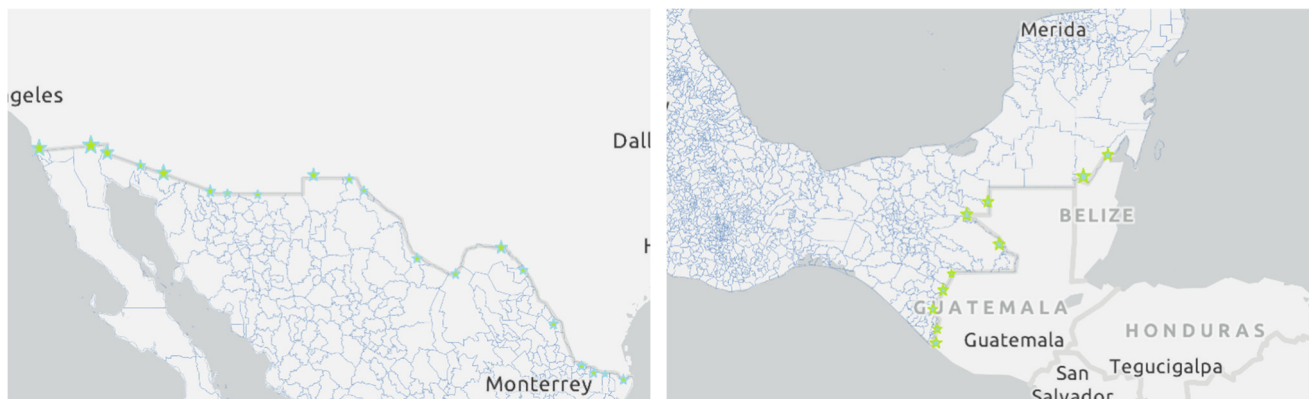 geles
Dall
H
Monterrey
Merida
BELIZE
GUATEMALA
Guatemala
HONDURAS
Tegucigalpa
San
Salvador